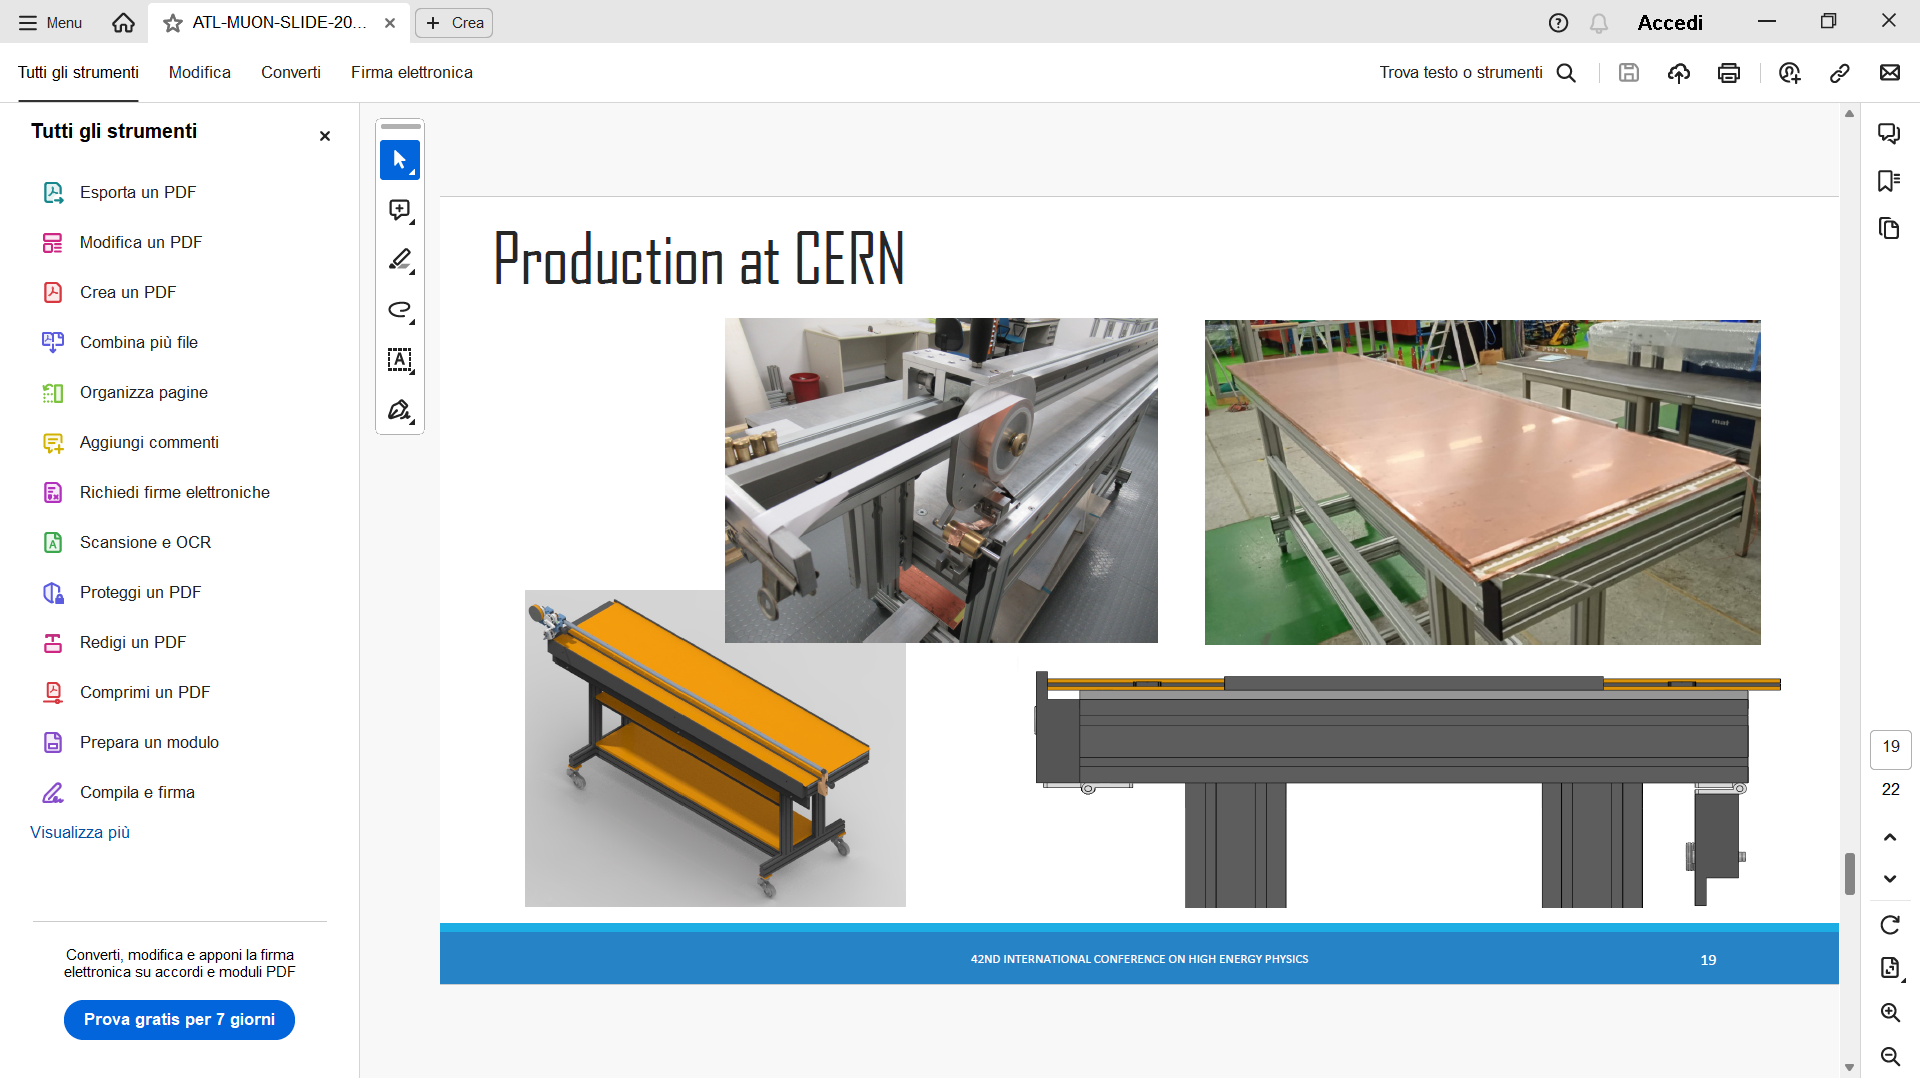 Menu
ATL-MUON-SLIDE-20...
Crea
Accedi
Tutti gli strumenti
Modifica
Converti
Firma elettronica
Trova testo o strumenti
Tutti gli strumenti
Esporta un PDF
Modifica un PDF
Crea un PDF
Combina più file
Organizza pagine
Aggiungi commenti
Richiedi firme elettroniche
Scansione e OCR
Proteggi un PDF
Redigi un PDF
Comprimi un PDF
Prepara un modulo
Compila e firma
Visualizza più
Converti, modifica e apponi la firma
elettronica su accordi e moduli PDF
Prova gratis per 7 giorni
Production at CERN
mat
42ND INTERNATIONAL CONFERENCE ON HIGH ENERGY PHYSICS
19
19
22